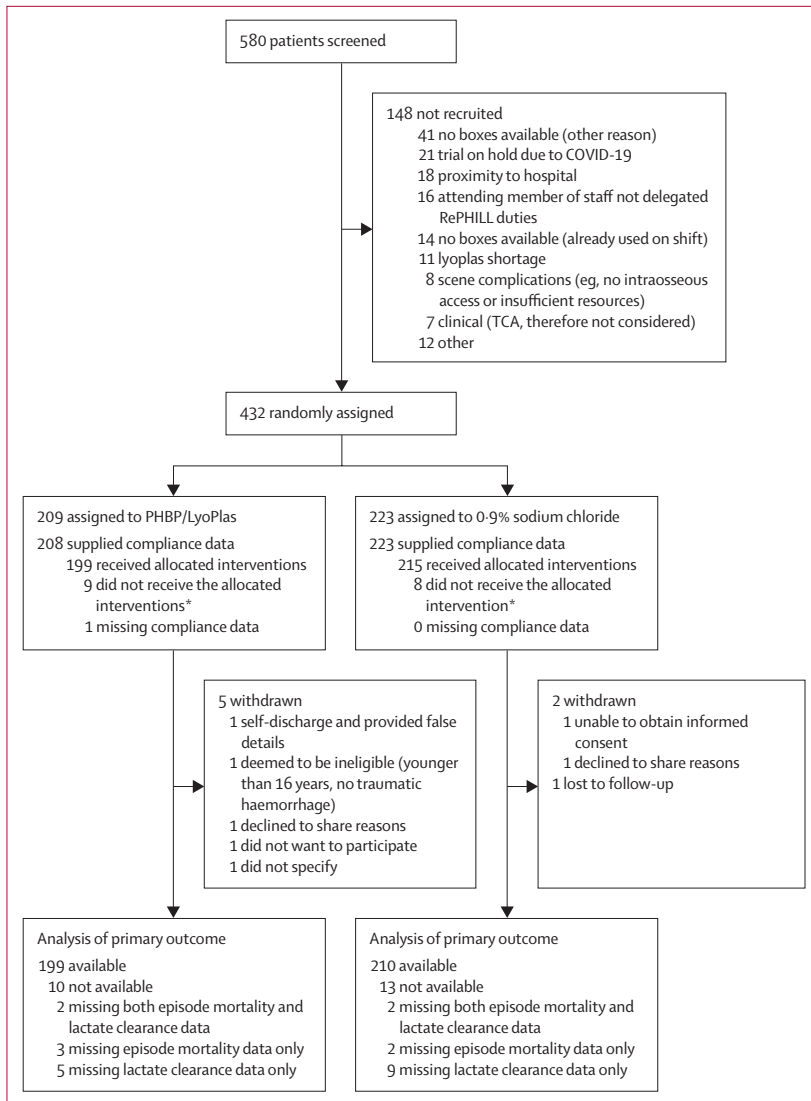 580 patients screened
148 not recruited
41 no boxes available (other reason)
21 trial on hold due to COVID-19
18 proximity to hospital
16 attending member of staff not delegated
RePHILL duties
14 no boxes available (already used on shift)
11 lyoplas shortage
8 scene complications (eg, no intraosseous
access or insufficient resources)
7 clinical (TCA, therefore not considered)
12 other
432 randomly assigned
209 assigned to PHBP/LyoPlas
208 supplied compliance data
199 received allocated interventions
9 did not receive the allocated
interventions*
1 missing compliance data
223 assigned to 0·9% sodium chloride
223 supplied compliance data
215 received allocated interventions
8 did not receive the allocated
intervention*
0 missing compliance data
5 withdrawn
1 self-discharge and provided false
details
1 deemed to be ineligible (younger
than 16 years, no traumatic
haemorrhage)
1 declined to share reasons
1 did not want to participate
1 did not specify
2 withdrawn
1 unable to obtain informed
consent
1 declined to share reasons
1 lost to follow-up
Analysis of primary outcome
199 available
10 not available
2 missing both episode mortality and
lactate clearance data
3 missing episode mortality data only
5 missing lactate clearance data only
Analysis of primary outcome
210 available
13 not available
2 missing both episode mortality and
lactate clearance data
2 missing episode mortality data only
9 missing lactate clearance data only